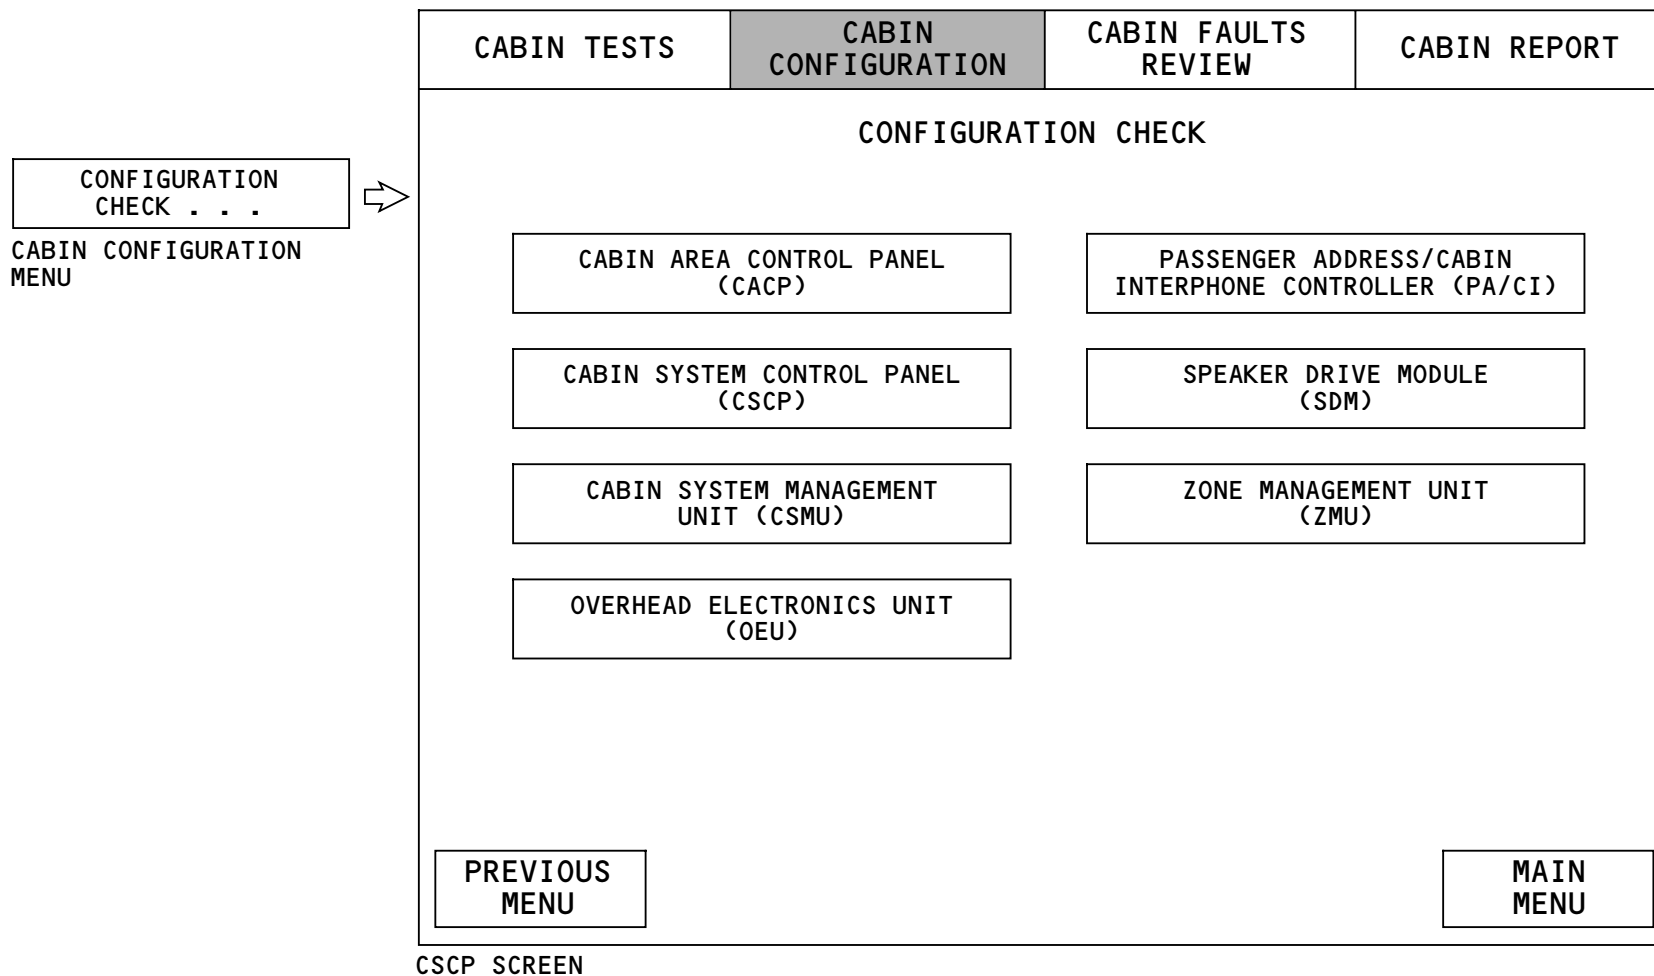 CABIN TESTS
CABIN
CONFIGURATION
CABIN FAULTS
REVIEW
CABIN REPORT
CONFIGURATION CHECK
CONFIGURATION
CHECK . . .
CABIN CONFIGURATION
MENU
CABIN AREA CONTROL PANEL
(CACP)
PASSENGER ADDRESS/CABIN
INTERPHONE CONTROLLER (PA/CI)
CABIN SYSTEM CONTROL PANEL
(CSCP)
SPEAKER DRIVE MODULE
(SDM)
CABIN SYSTEM MANAGEMENT
UNIT (CSMU)
ZONE MANAGEMENT UNIT
(ZMU)
OVERHEAD ELECTRONICS UNIT
(OEU)
PREVIOUS
MENU
MAIN
MENU
CSCP SCREEN